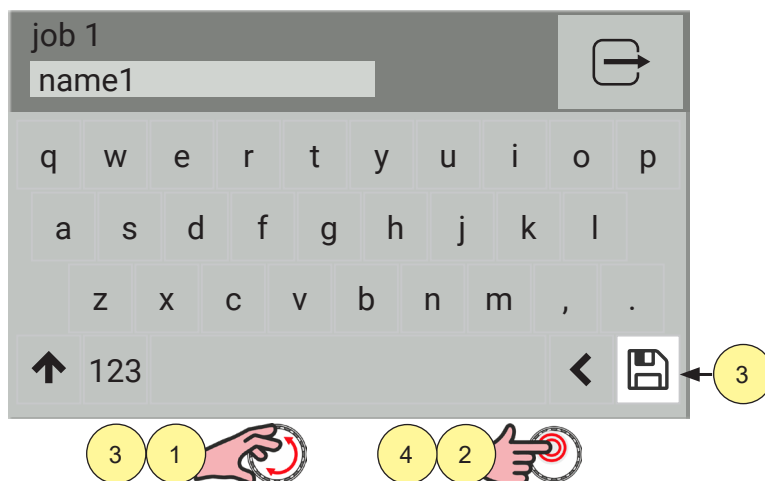 job 1
name1
q w e r t y u i o p
a s d f g h j k l
z x c v b n m , .
123
3
3 1
4 2